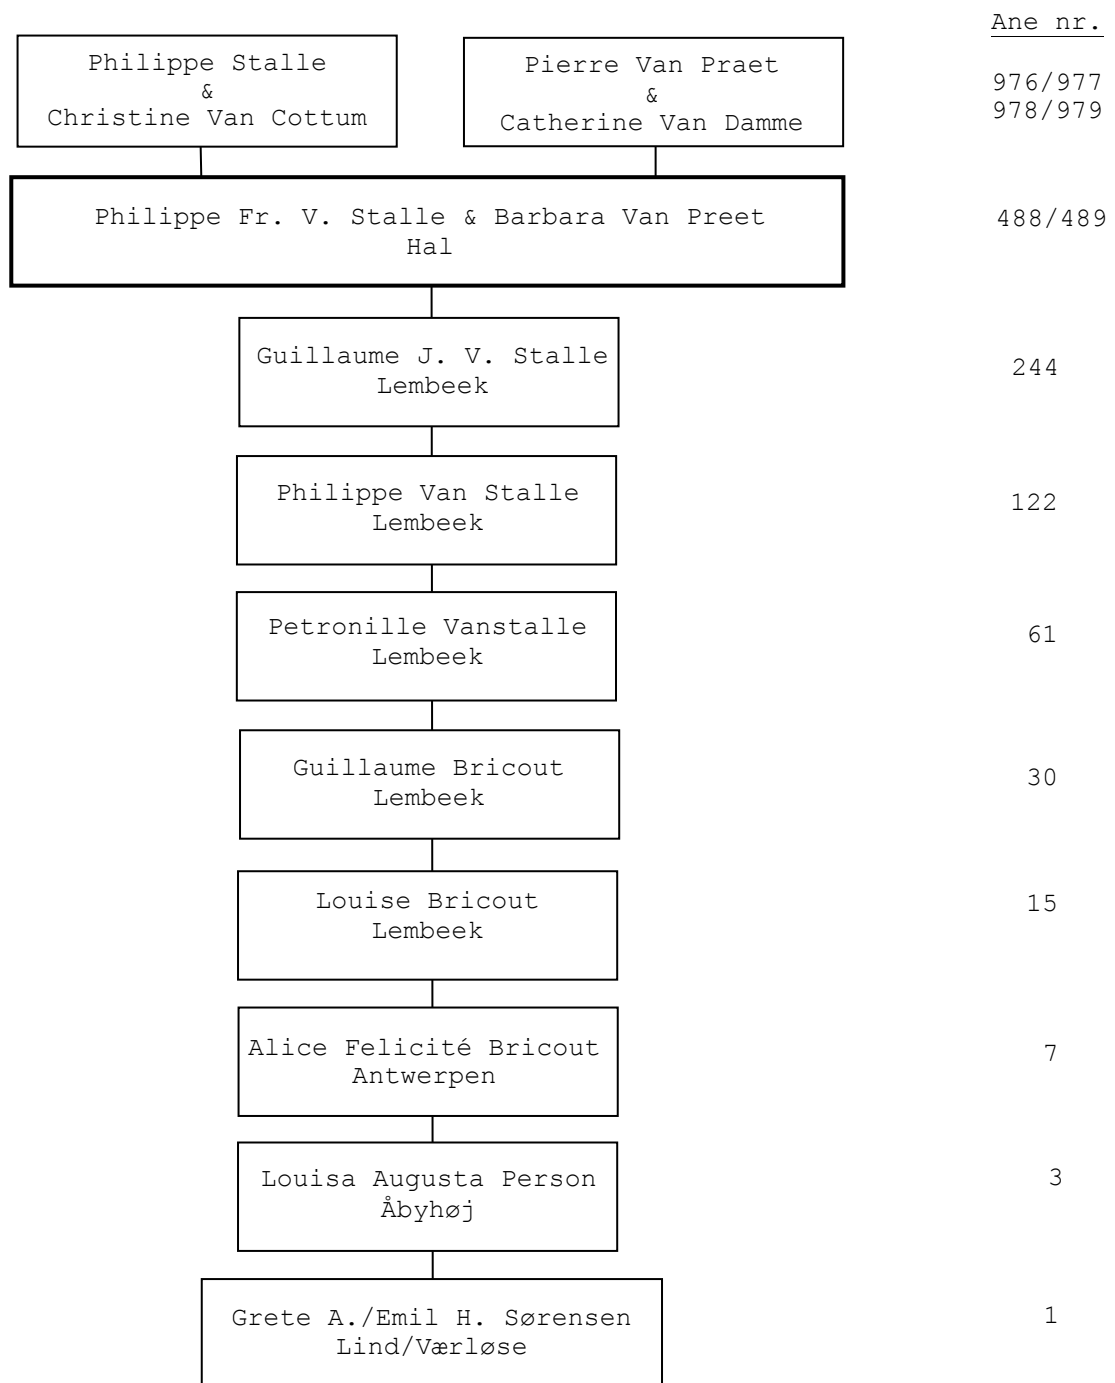 Ane nr.
Philippe Stalle
&
Christine Van Cottum
Pierre Van Praet
&
Catherine Van Damme
976/977
978/979
Philippe Fr. V. Stalle & Barbara Van Preet
Hal
488/489
Guillaume J. V. Stalle
Lembeek
244
Philippe Van Stalle
Lembeek
122
Petronille Vanstalle
Lembeek
61
Guillaume Bricout
Lembeek
30
Louise Bricout
Lembeek
15
Alice Felicité Bricout
Antwerpen
7
Louisa Augusta Person
Åbyhøj
3
Grete A./Emil H. Sørensen
Lind/Værløse
1